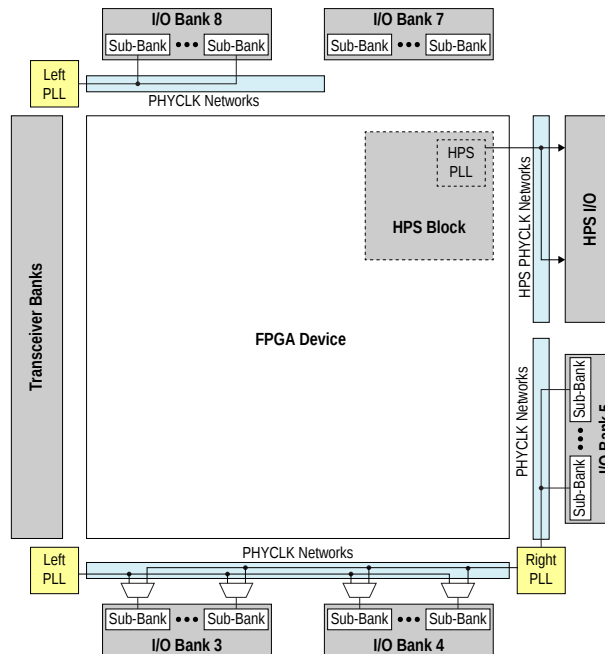 I/O Bank 8
I/O Bank 7
Sub-Bank ••• Sub-Bank
Sub-Bank ••• Sub-Bank
Left
PLL
PHYCLK Networks
Transceiver Banks
HPS
PLL
HPS Block
HPS PHYCLK Networks
HPS I/O
FPGA Device
PHYCLK Networks
Sub-Bank ••• Sub-Bank
I/O Bank 5
Left
PLL
PHYCLK Networks
Right
PLL
Sub-Bank ••• Sub-Bank
Sub-Bank ••• Sub-Bank
I/O Bank 3
I/O Bank 4